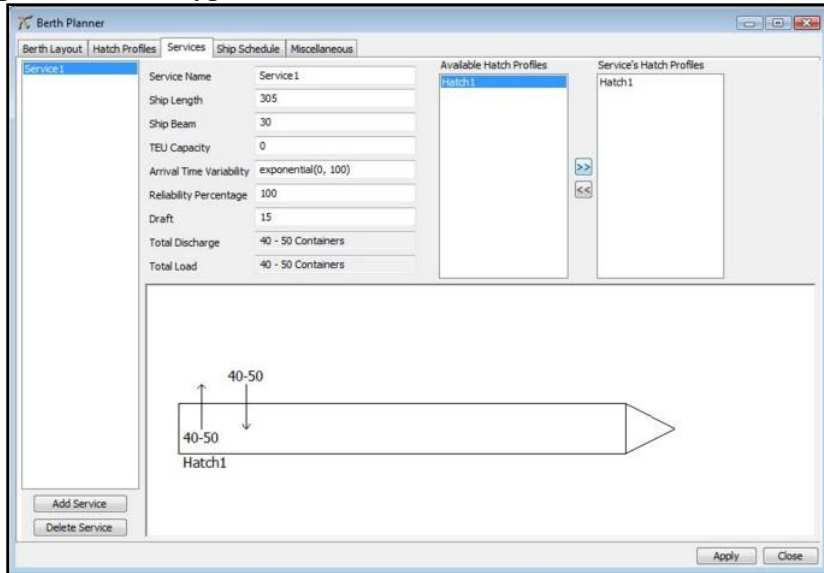 Berth Planner
Berth Layout Hatch Profiles Services Ship Schedule Miscellaneous
Service1
Service Name Service1
Ship Length 305
Ship Beam 30
TEU Capacity 0
Arrival Time Variability exponential(0, 100)
Reliability Percentage 100
Draft 15
Total Discharge 40 - 50 Containers
Total Load 40 - 50 Containers
Available Hatch Profiles
Hatch1
>>
<<
Service's Hatch Profiles
Hatch1
40-50
40-50
Hatch1
Add Service
Delete Service
Apply Close